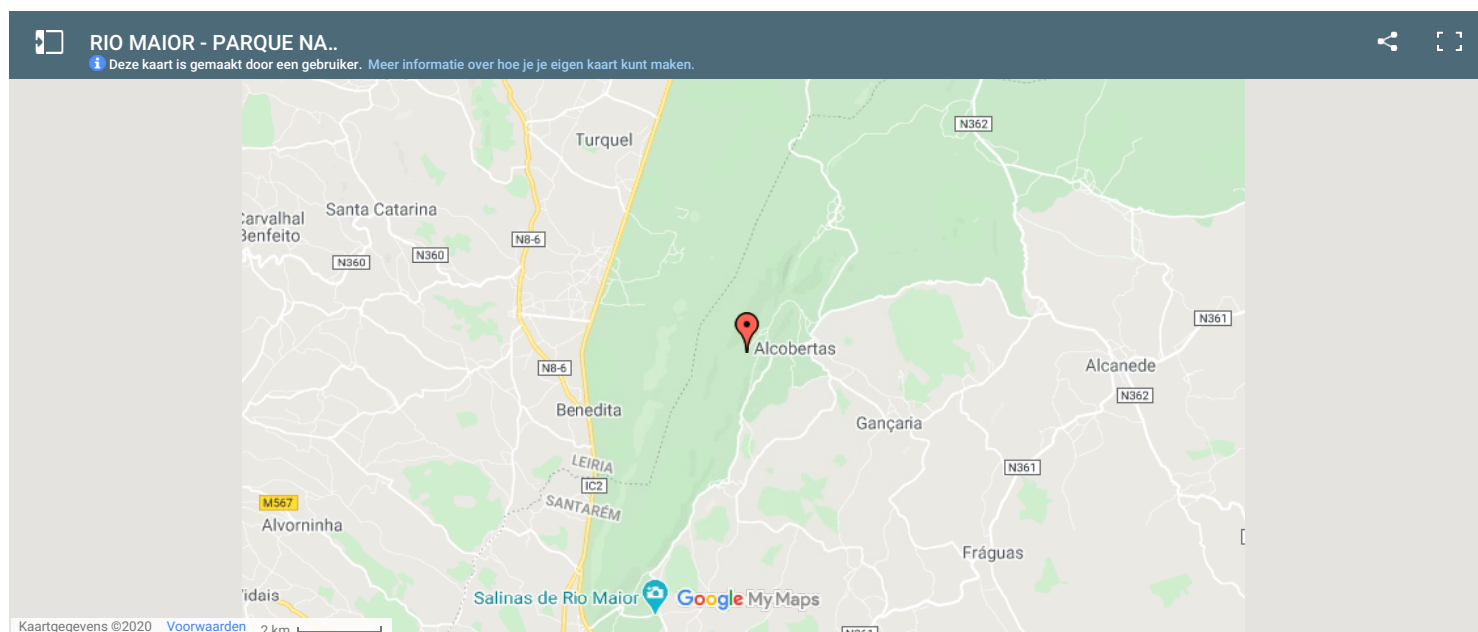 RIO MAIOR - PARQUE NA..
Deze kaart is gemaakt door een gebruiker. Meer informatie over hoe je je eigen kaart kunt maken.
N362
Turquel
Santa Catarina
Carvalhal
Benfeito
N8-6
N360
N360
N361
Alcobertas
Alcanede
N8-6
N362
Benedita
Gançaria
LEIRIA
N361
IC2
M567
SANTARÉM
Alvorninha
Fráguas
Vidais
Salinas de Rio Maior
Google My Maps
Kaartgegevens ©2020 Voorwaarden 2 km
N361